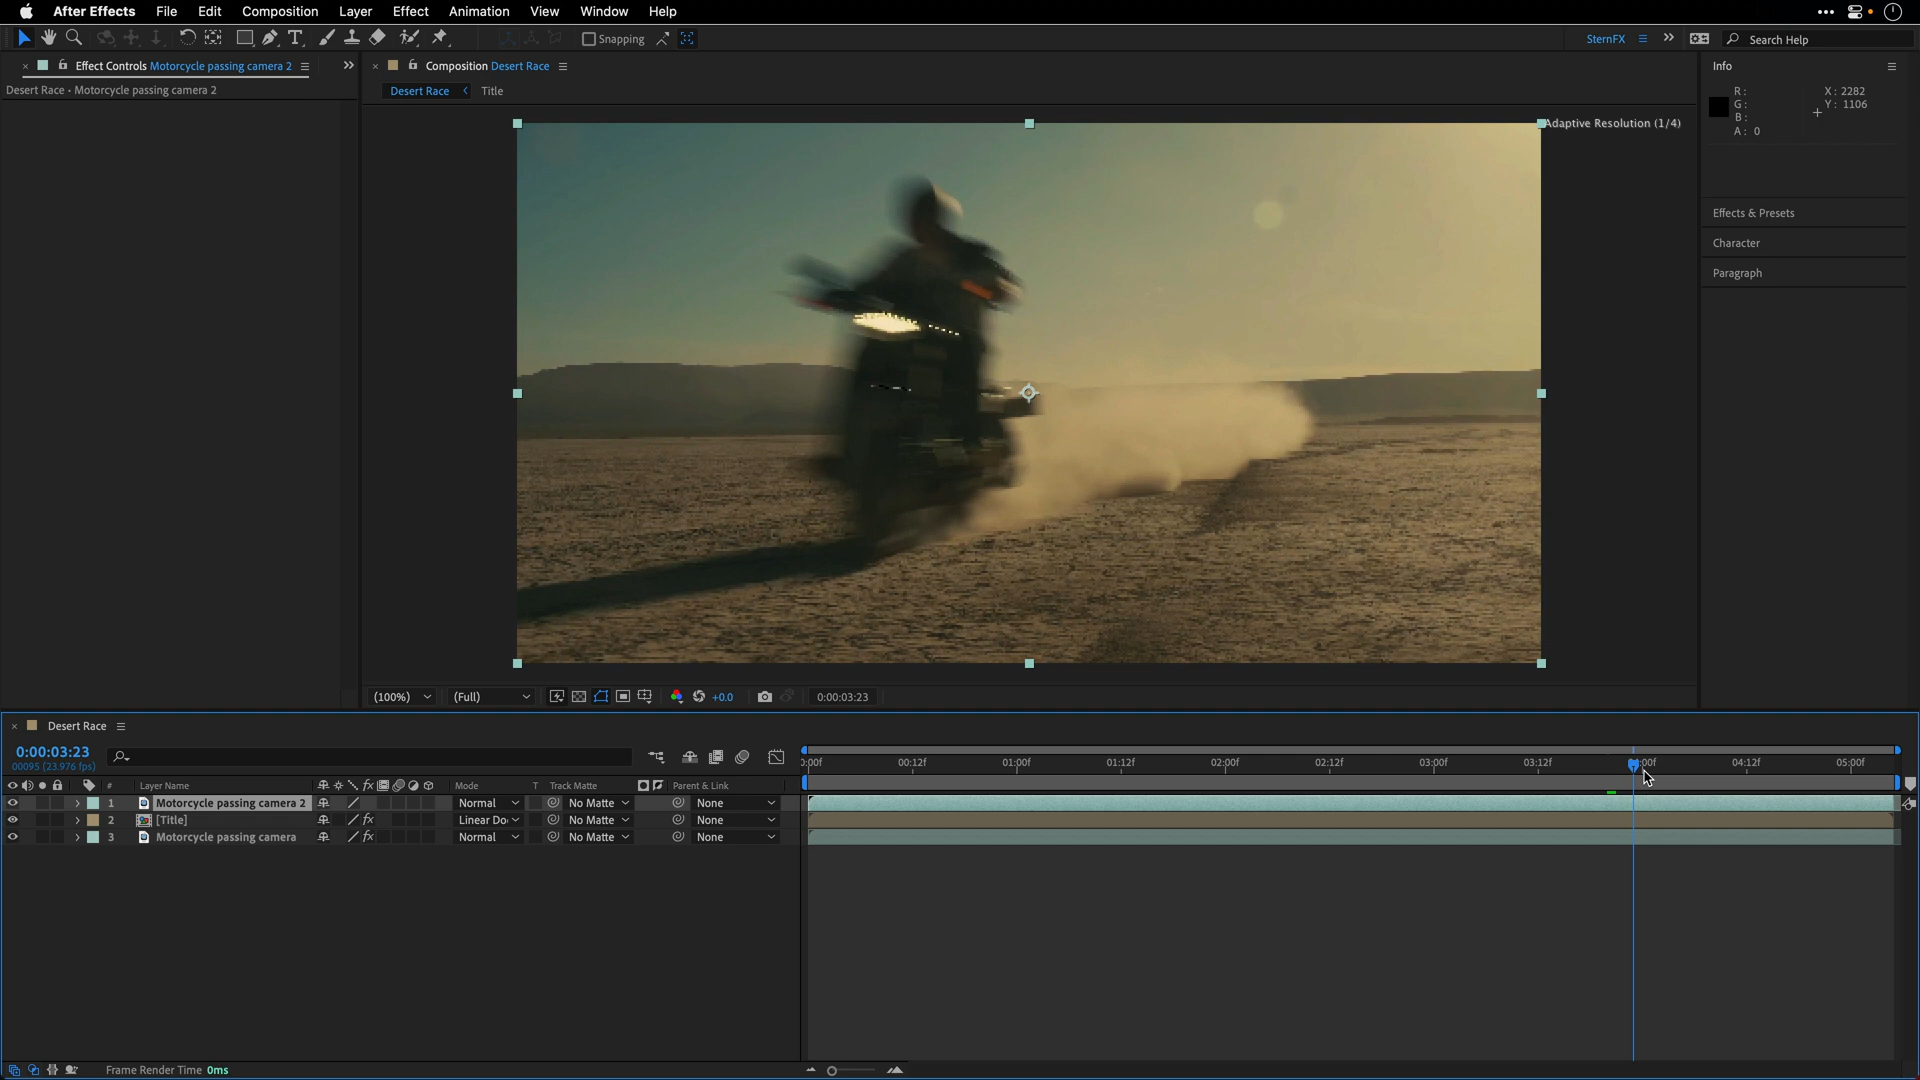 After Effects File Edit Composition Layer Effect Animation View Window Help
Snapping
SternFX
Search Help
Effect Controls Motorcycle passing camera 2
Composition Desert Race
Info
Desert Race • Motorcycle passing camera 2
Desert Race Title
R: X: 2282
G: Y: 1106
B:
A: 0
Adaptive Resolution (1/4)
Effects & Presets
Character
Paragraph
(100%) (Full) +0.0 0:00:03:23
Desert Race
0:00:03:23
00095 (23.976 fps)
00:12f 01:00f 01:12f 02:00f 02:12f 03:00f 03:12f 04:12f 05:00f
# Layer Name fx Mode T Track Matte Parent & Link
1 Motorcycle passing camera 2 Normal No Matte None
2 [Title] fx Linear Do No Matte None
3 Motorcycle passing camera fx Normal No Matte None
Frame Render Time 0ms